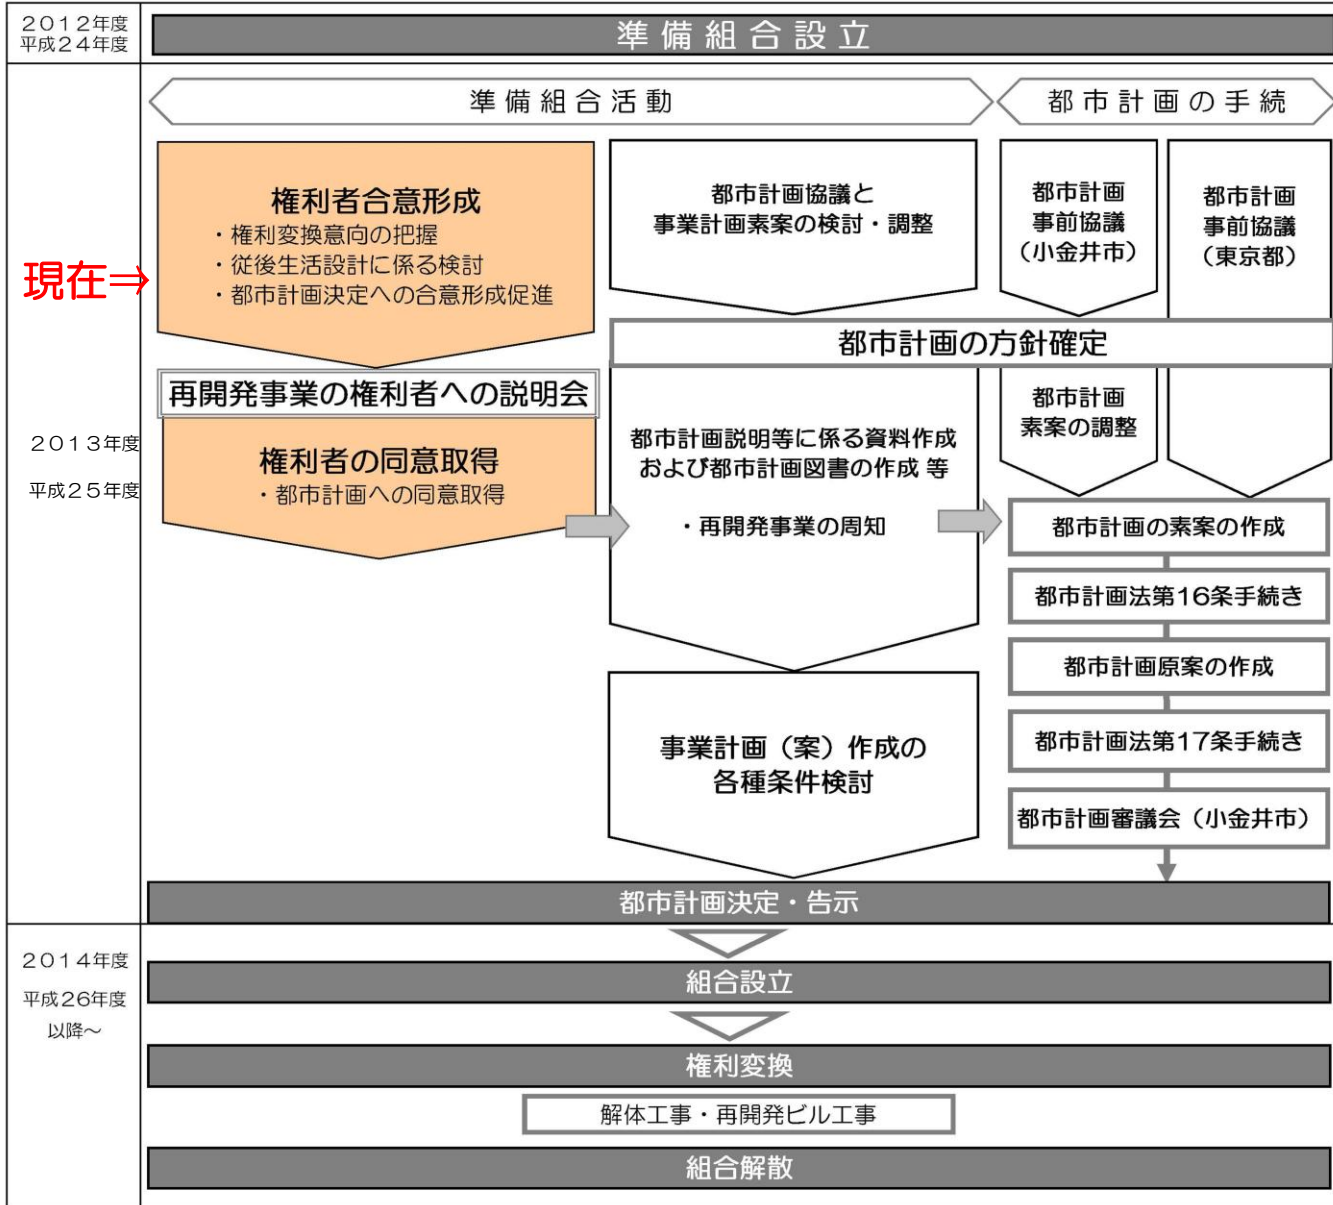 ２０１２年度
平成２４年度
準備組合設立
準備組合活動
都市計画の手続
権利者合意形成
・権利変換意向の把握
・従後生活設計に係る検討
・都市計画決定への合意形成促進
都市計画協議と
事業計画素案の検討・調整
都市計画
事前協議
（小金井市）
都市計画
事前協議
（東京都）
現在⇒
都市計画の方針確定
再開発事業の権利者への説明会
２０１３年度
平成２５年度
権利者の同意取得
・都市計画への同意取得
都市計画説明等に係る資料作成
および都市計画図書の作成 等
・再開発事業の周知
都市計画
素案の調整
都市計画の素案の作成
都市計画法第16条手続き
都市計画原案の作成
都市計画法第17条手続き
都市計画審議会（小金井市）
事業計画（案）作成の
各種条件検討
都市計画決定・告示
２０１４年度
平成２６年度
以降～
組合設立
権利変換
解体工事・再開発ビル工事
組合解散